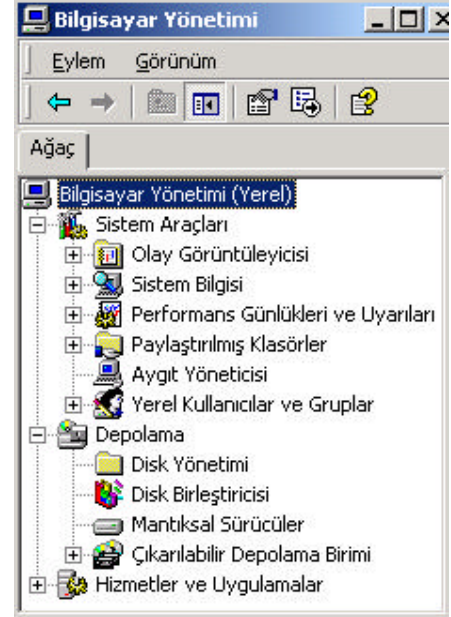 Bilgisayar Yönetimi
Eylem Görünüm
Ağaç
Bilgisayar Yönetimi (Yerel)
Sistem Araçları
Olay Görüntüleyicisi
Sistem Bilgisi
Performans Günlükleri ve Uyarıları
Paylaştırılmış Klasörler
Aygıt Yöneticisi
Yerel Kullanıcılar ve Gruplar
Depolama
Disk Yönetimi
Disk Birleştiricisi
Mantıksal Sürücüler
Çıkarılabilir Depolama Birimi
Hizmetler ve Uygulamalar